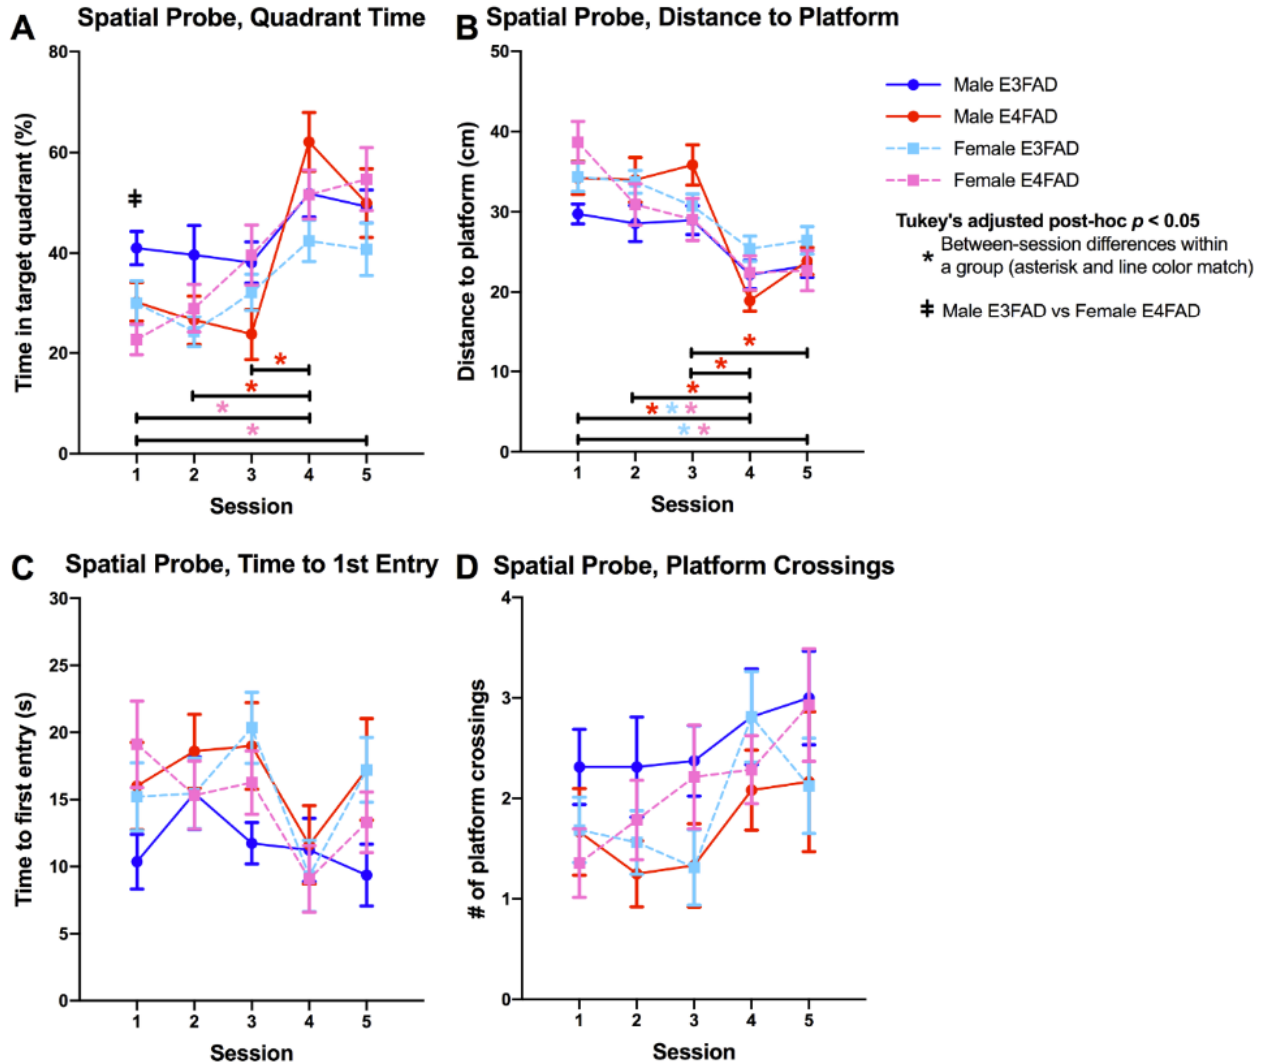 A Spatial Probe, Quadrant Time
Time in target quadrant (%)
80
60
40
20
0
ǂ
*
*
*
*
1 2 3 4 5
Session
B Spatial Probe, Distance to Platform
Distance to platform (cm)
50
40
30
20
10
0
*
*
*
* * *
* *
1 2 3 4 5
Session
Male E3FAD
Male E4FAD
Female E3FAD
Female E4FAD
Tukey's adjusted post-hoc p < 0.05
Between-session differences within
* a group (asterisk and line color match)
ǂ Male E3FAD vs Female E4FAD
C Spatial Probe, Time to 1st Entry
Time to first entry (s)
30
25
20
15
10
5
0
1 2 3 4 5
Session
D Spatial Probe, Platform Crossings
# of platform crossings
4
3
2
1
0
1 2 3 4 5
Session